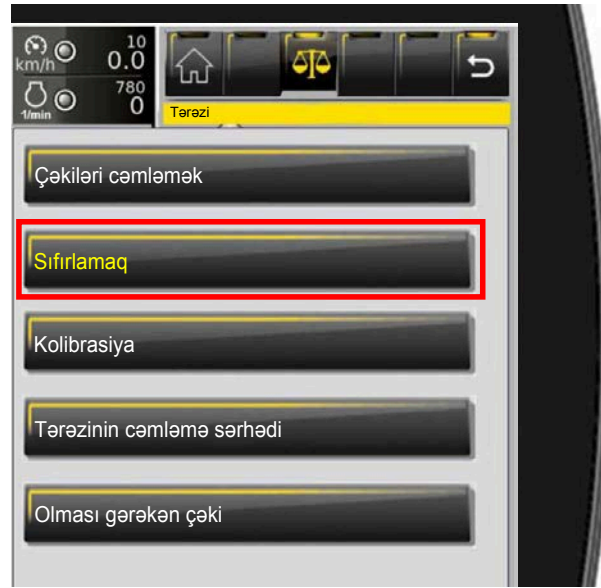 km/h 10
0.0
1/min 780
0
Tərəzi
Çəkiləri cəmləmək
Sıfırlamaq
Kolibrasiya
Tərəzinin cəmləmə sərhədi
Olması gərəkən çəki